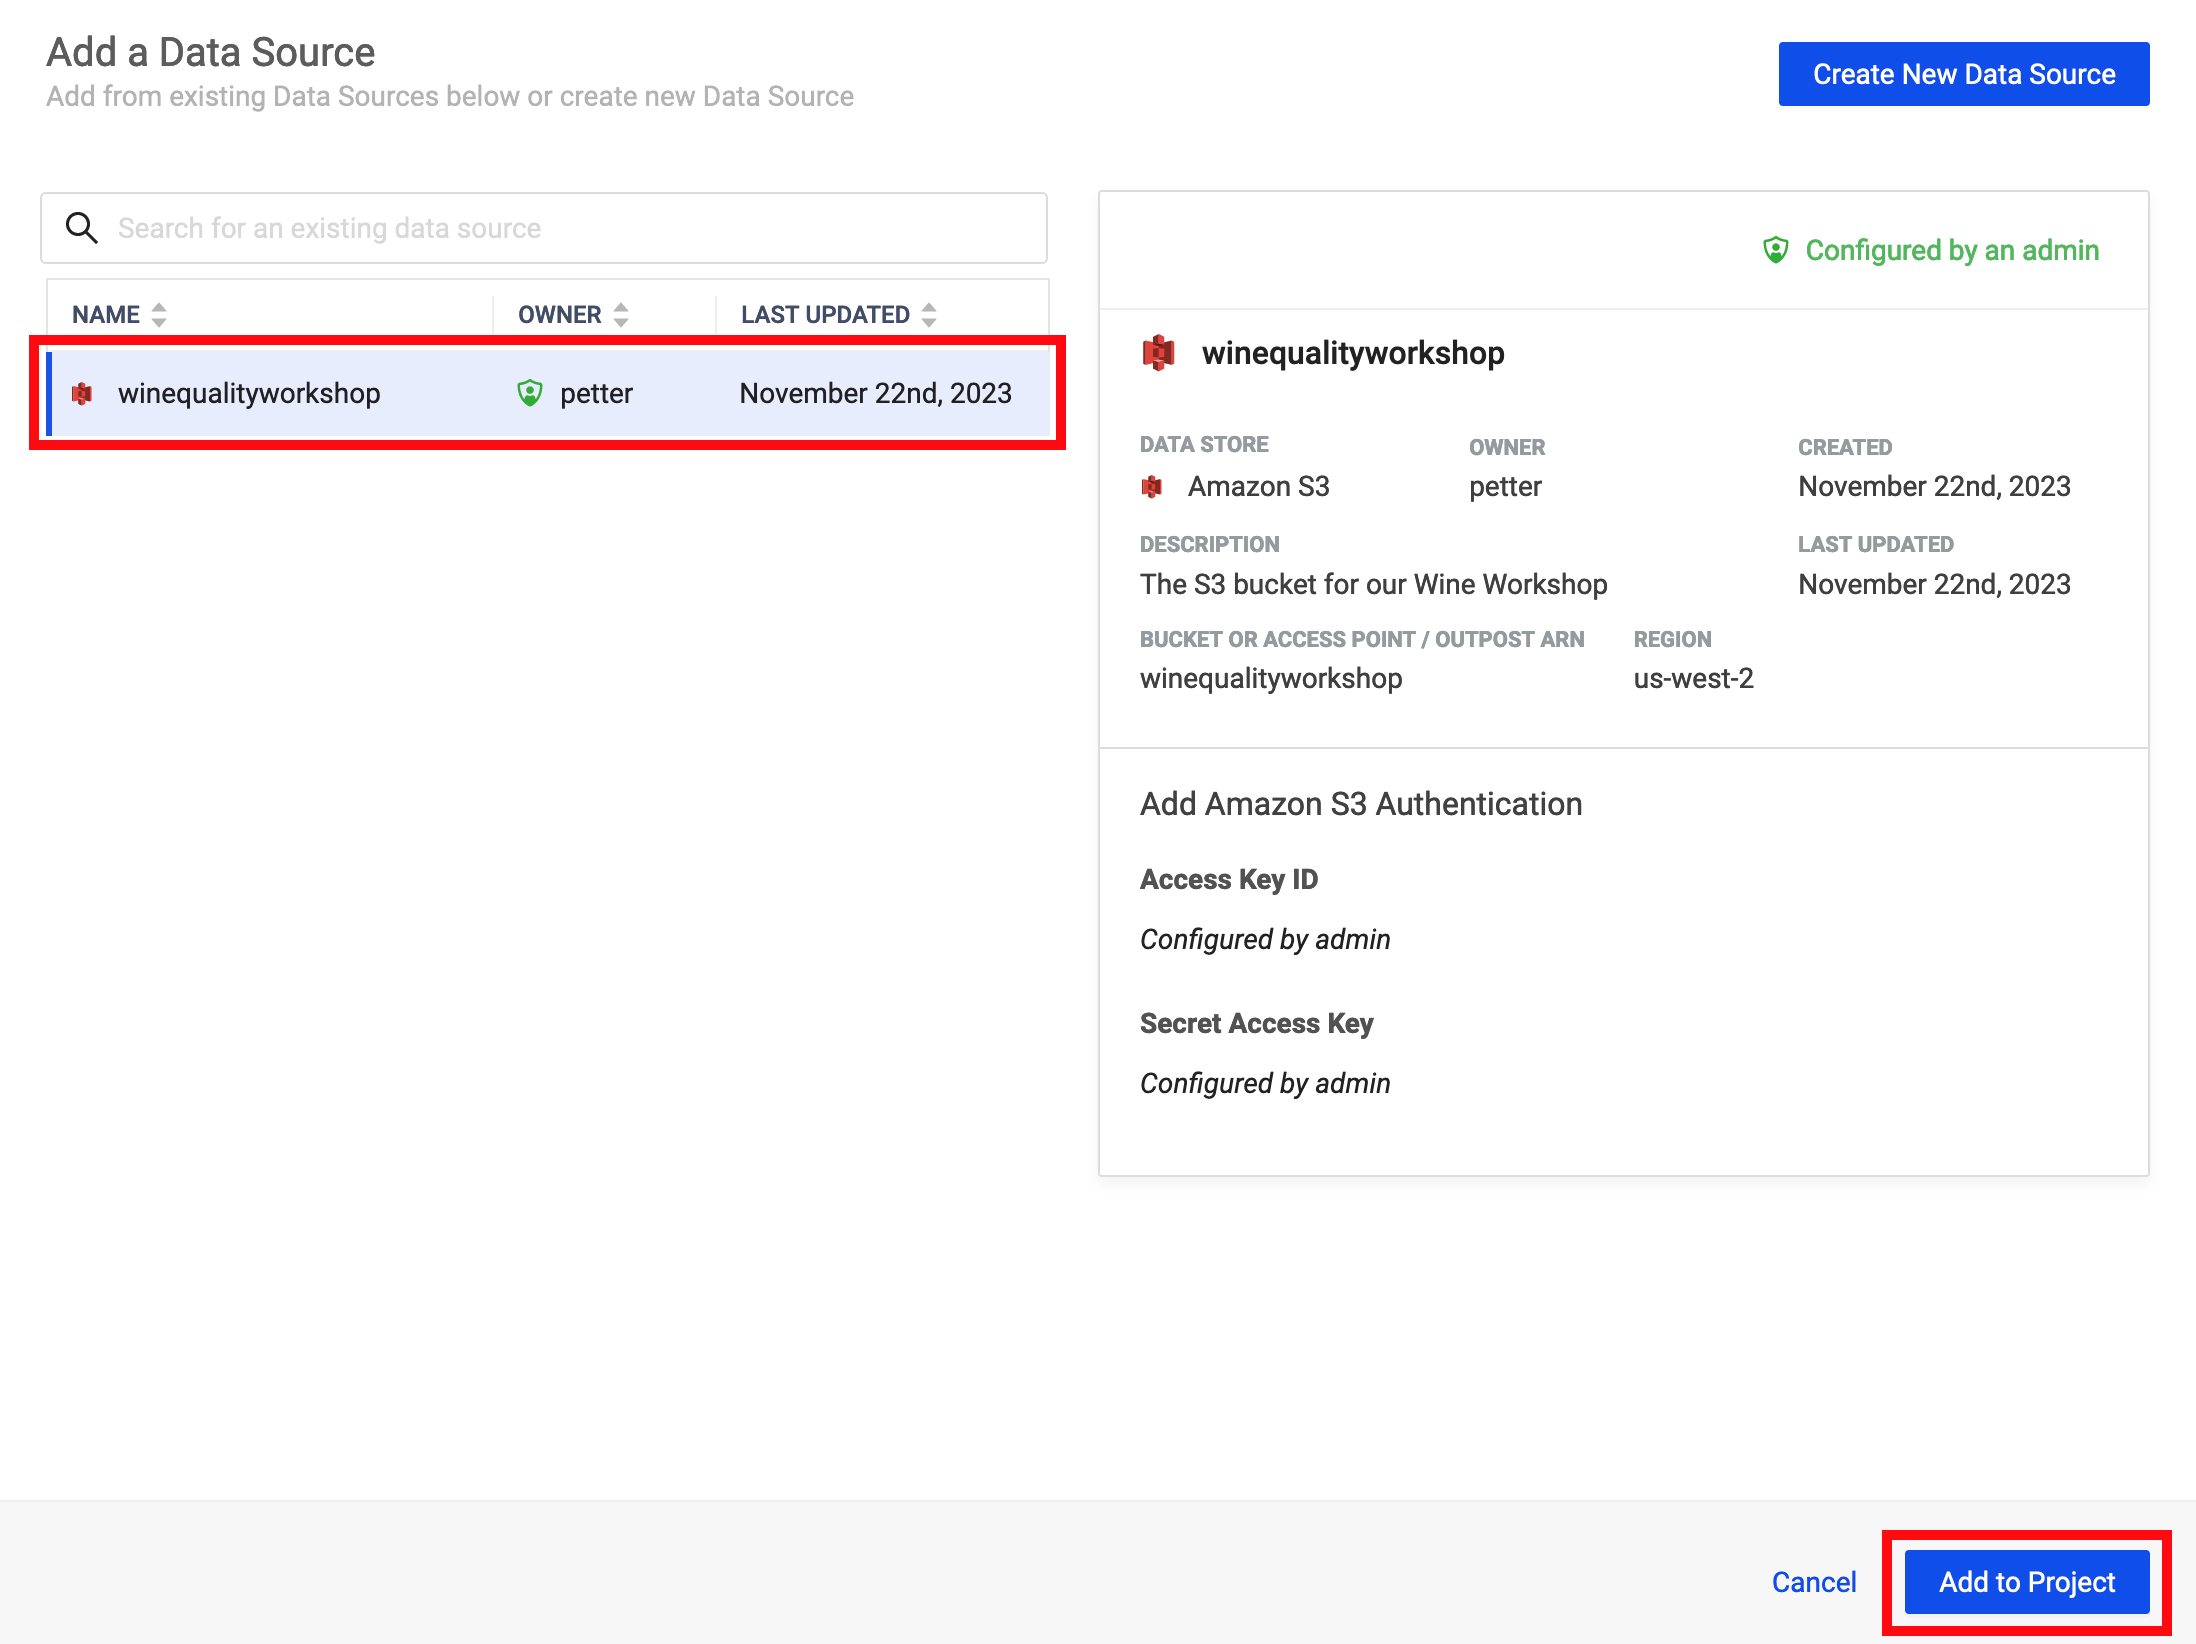 Add a Data Source
Add from existing Data Sources below or create new Data Source
Create New Data Source
Search for an existing data source
NAME OWNER LAST UPDATED
winequalityworkshop petter November 22nd, 2023
Configured by an admin
winequalityworkshop
DATA STORE OWNER CREATED
Amazon S3 petter November 22nd, 2023
DESCRIPTION LAST UPDATED
The S3 bucket for our Wine Workshop November 22nd, 2023
BUCKET OR ACCESS POINT / OUTPOST ARN REGION
winequalityworkshop us-west-2
Add Amazon S3 Authentication
Access Key ID
Configured by admin
Secret Access Key
Configured by admin
Cancel Add to Project